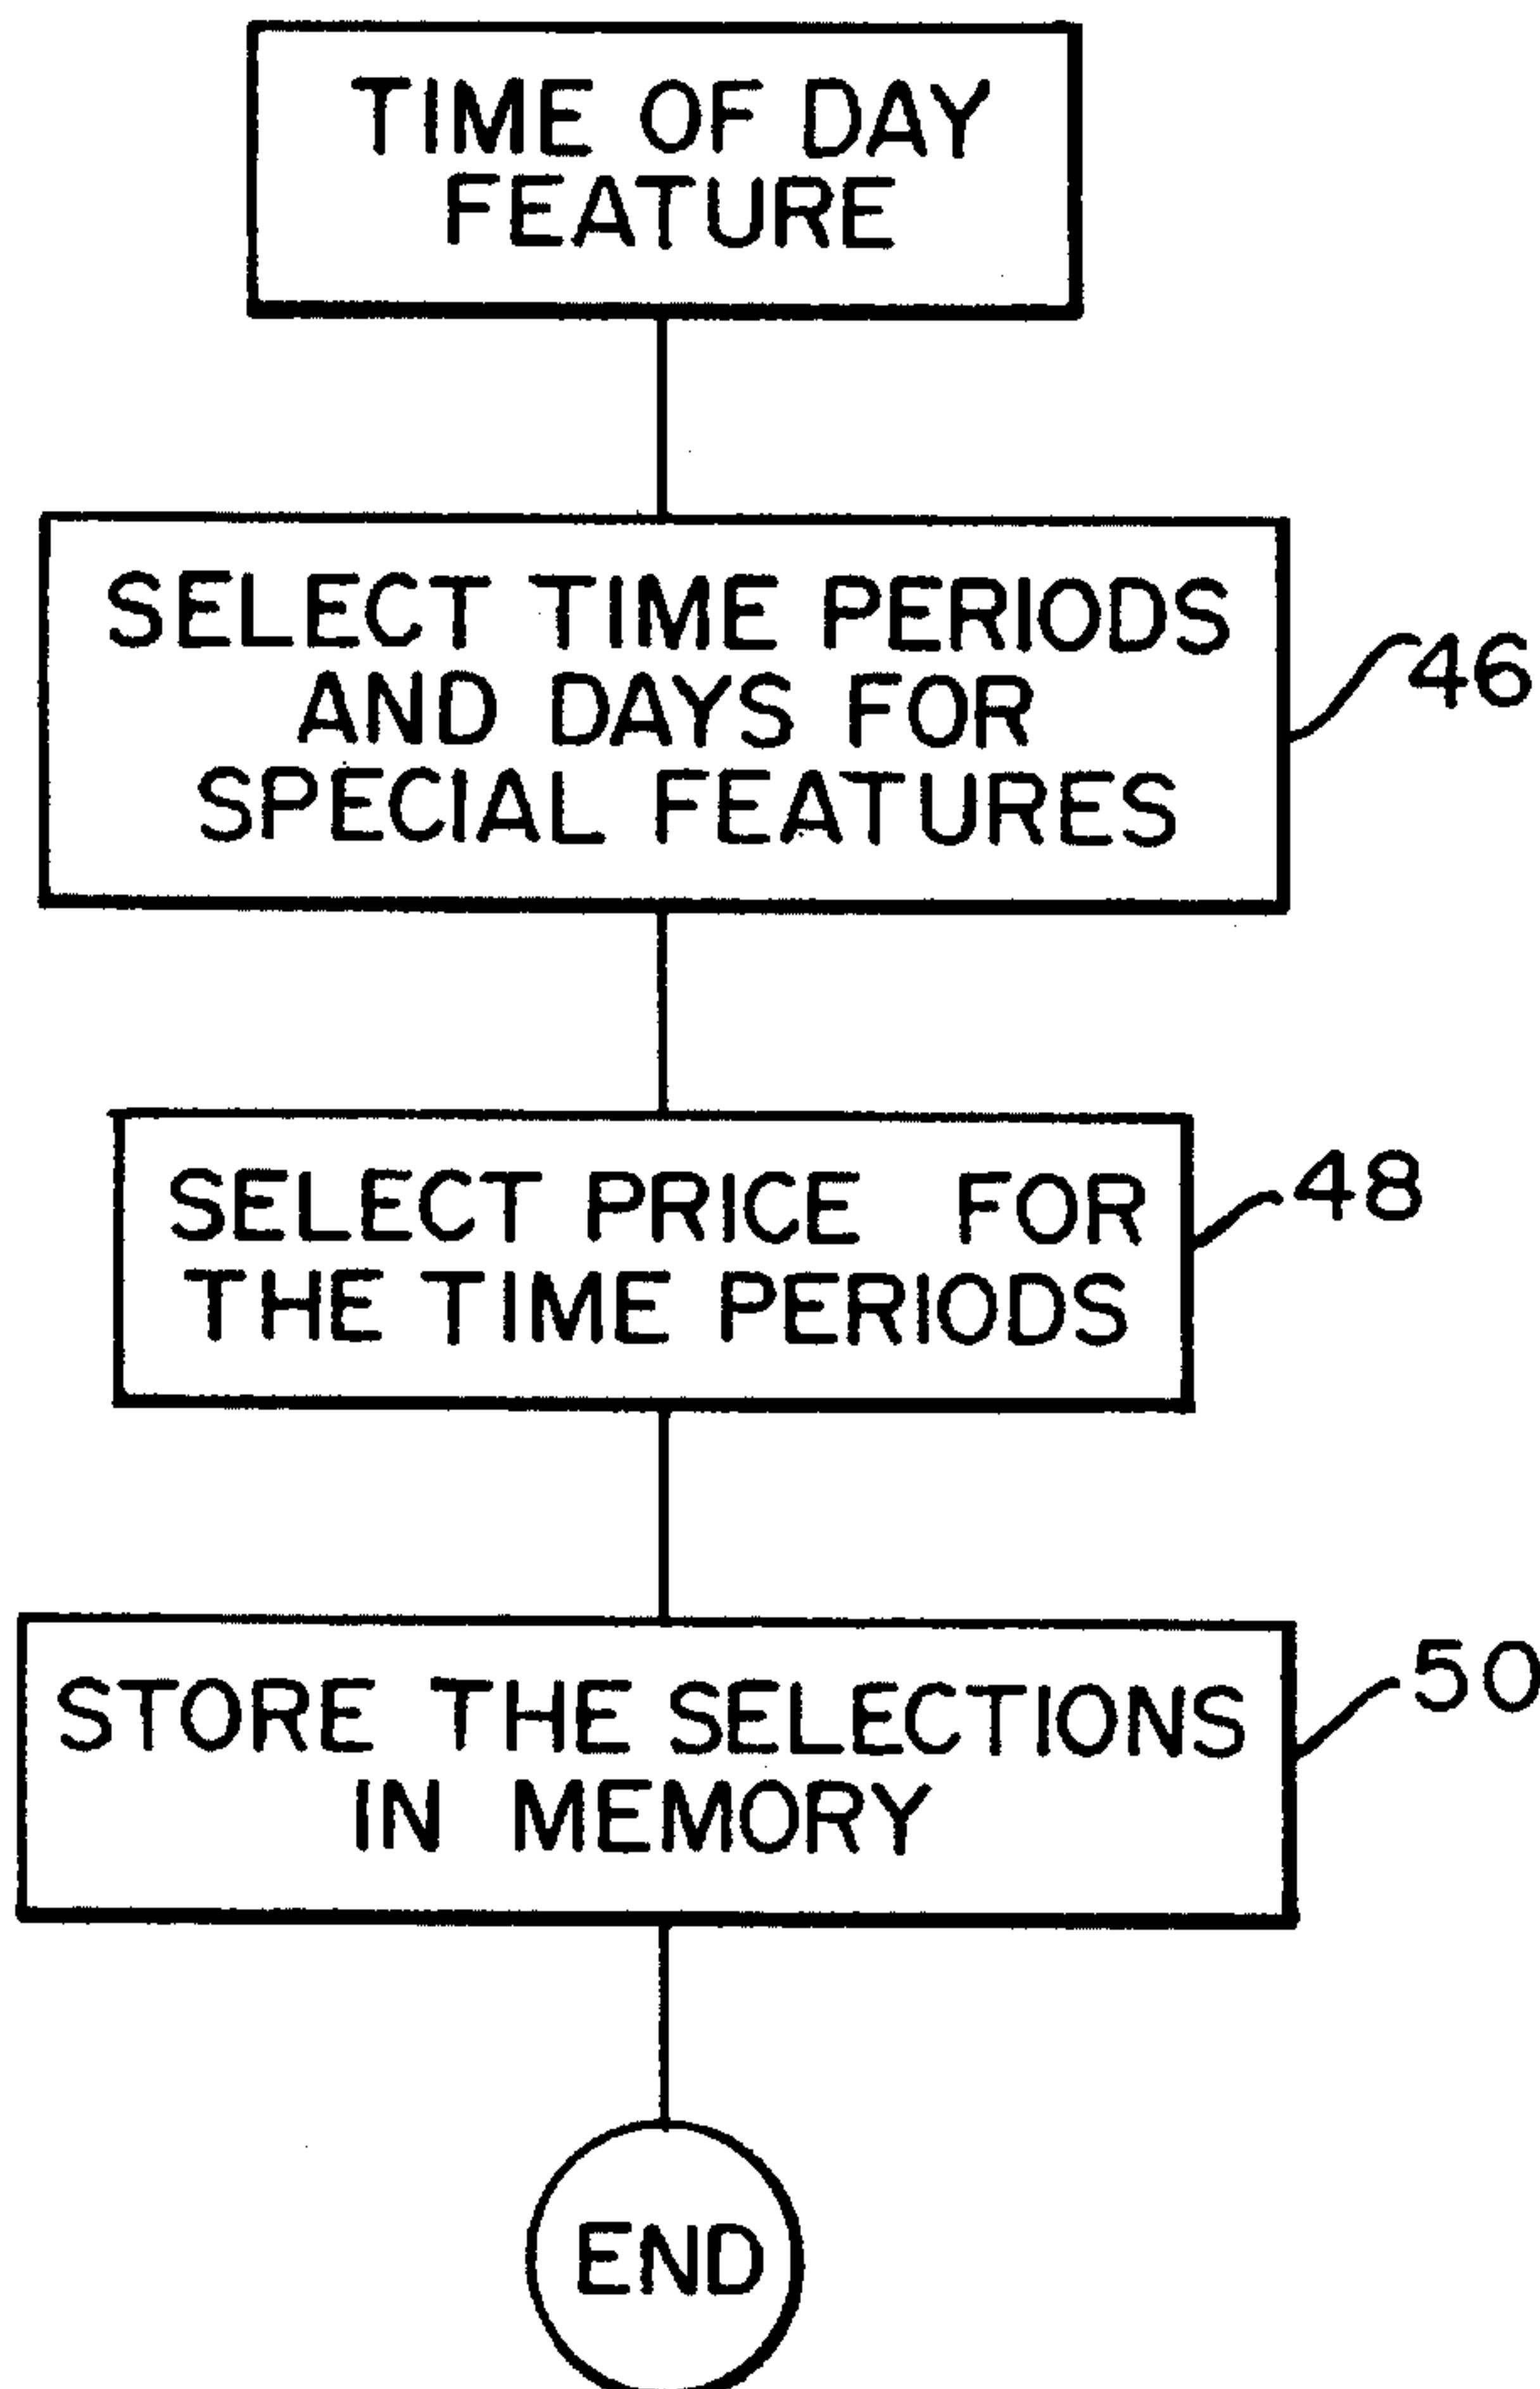 TIME OF DAY
FEATURE
SELECT TIME PERIODS
AND DAYS FOR
SPECIAL FEATURES
46
SELECT PRICE FOR
THE TIME PERIODS
48
STORE THE SELECTIONS
IN MEMORY
50
END